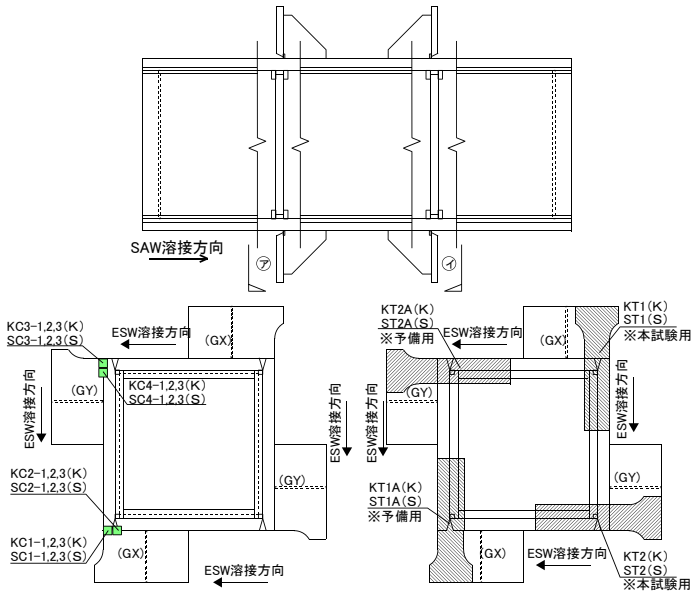 SAW溶接方向
㋐
㋑
KC3-1,2,3(K)
SC3-1,2,3(S)
ESW溶接方向
(GX)
(GY)
KC4-1,2,3(K)
SC4-1,2,3(S)
ESW溶接方向
ESW溶接方向
KC2-1,2,3(K)
SC2-1,2,3(S)
(GY)
KC1-1,2,3(K)
SC1-1,2,3(S)
(GX)
ESW溶接方向
KT2A(K)
ST2A(S)
※予備用
ESW溶接方向
(GX)
KT1(K)
ST1(S)
※本試験用
(GY)
ESW溶接方向
ESW溶接方向
KT1A(K)
ST1A(S)
※予備用
(GY)
(GX)
ESW溶接方向
KT2(K)
ST2(S)
※本試験用